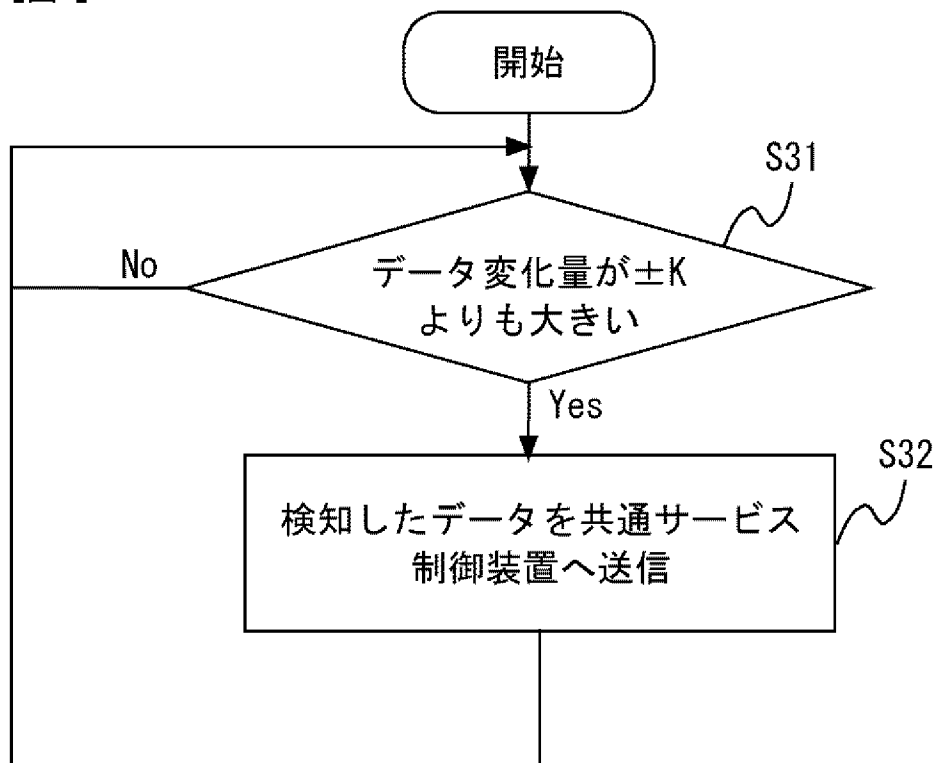 開始
S31
No
データ変化量が±K
よりも大きい
Yes
S32
検知したデータを共通サービス
制御装置へ送信